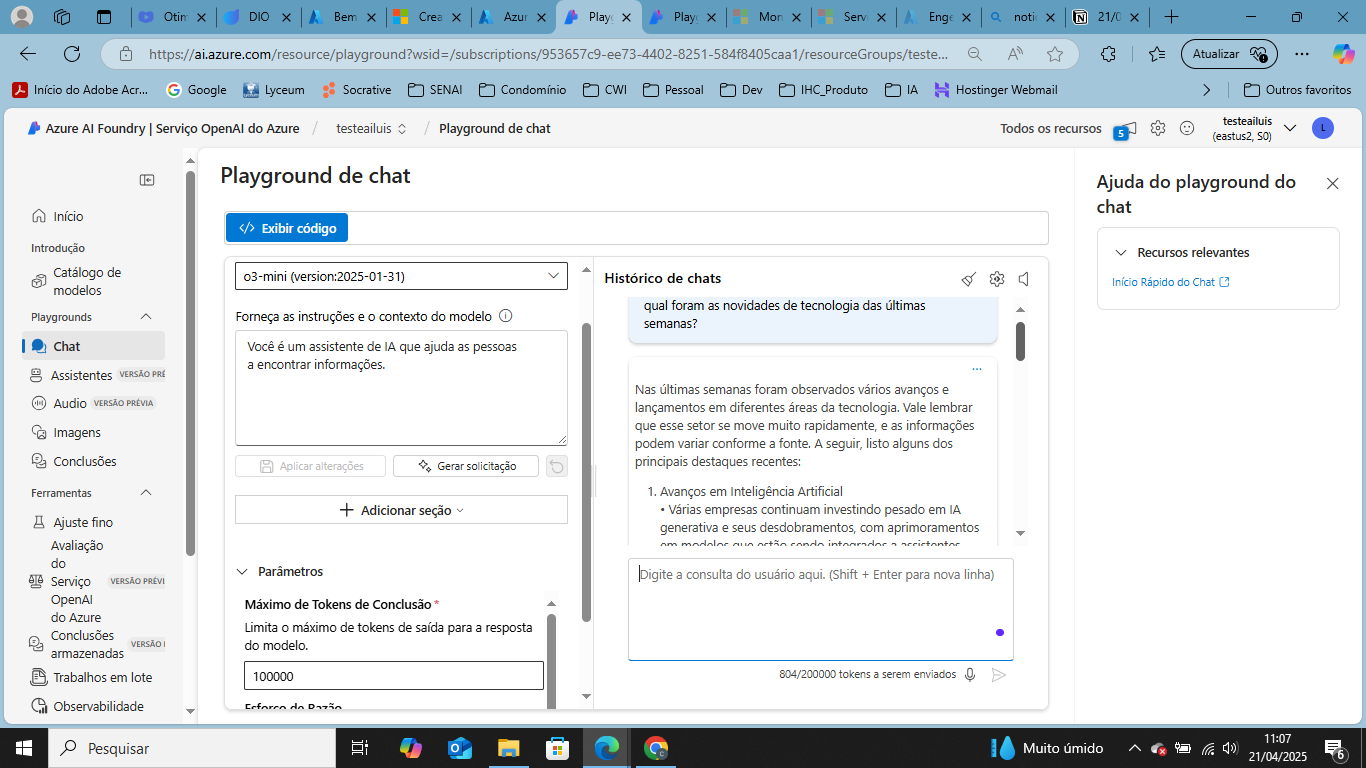 Otim
DIO
Bem
Crea
Azur
Playg
Playg
Mon
Serv
Enge
notic
21/0
https://ai.azure.com/resource/playground?wsid=/subscriptions/953657c9-ee73-4402-8251-584f8405caa1/resourceGroups/teste...
Atualizar
Início do Adobe Acr...
Google
Lyceum
Socrative
SENAI
Condomínio
CWI
Pessoal
Dev
IHC_Produto
IA
Hostinger Webmail
Outros favoritos
Azure AI Foundry | Serviço OpenAI do Azure / testeailuis / Playground de chat
Todos os recursos
5
testeailuis
(eastus2, S0)
L
Início
Introdução
Catálogo de
modelos
Playgrounds
Chat
Assistentes VERSÃO PRÉ
Audio VERSÃO PRÉVIA
Imagens
Conclusões
Ferramentas
Ajuste fino
Avaliação
do
Serviço VERSÃO PRÉVI
OpenAI
do Azure
Conclusões
armazenadas VERSÃO
Trabalhos em lote
Observabilidade
Playground de chat
Exibir código
o3-mini (version:2025-01-31)
Forneça as instruções e o contexto do modelo
Você é um assistente de IA que ajuda as pessoas
a encontrar informações.
Aplicar alterações
Gerar solicitação
Adicionar seção
Parâmetros
Máximo de Tokens de Conclusão*
Limita o máximo de tokens de saída para a resposta
do modelo.
100000
Esforço de Razão
Histórico de chats
qual foram as novidades de tecnologia das últimas
semanas?
...
Nas últimas semanas foram observados vários avanços e
lançamentos em diferentes áreas da tecnologia. Vale lembrar
que esse setor se move muito rapidamente, e as informações
podem variar conforme a fonte. A seguir, listo alguns dos
principais destaques recentes:
1. Avanços em Inteligência Artificial
• Várias empresas continuam investindo pesado em IA
generativa e seus desdobramentos, com aprimoramentos
em modelos que estão sendo integrados a assistentes
Digite a consulta do usuário aqui. (Shift + Enter para nova linha)
804/200000 tokens a serem enviados
Ajuda do playground do
chat
Recursos relevantes
Início Rápido do Chat
Pesquisar
Muito úmido
11:07
21/04/2025
6